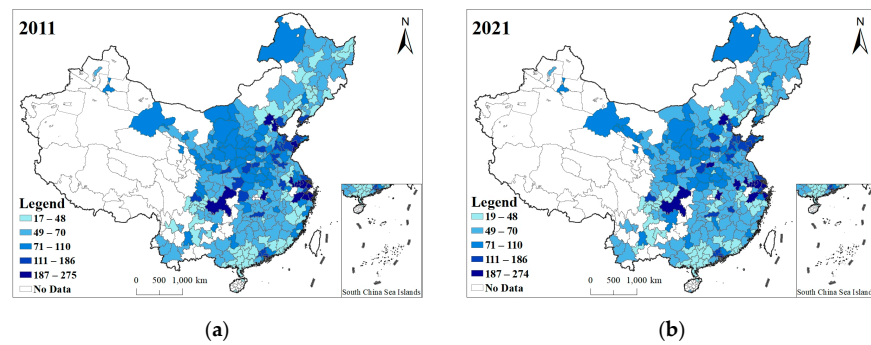 2011
N
Legend
17 – 48
49 – 70
71 – 110
111 – 186
187 – 275
No Data
0 500 1,000 km
South China Sea Islands
(a)
2021
N
Legend
19 – 48
49 – 70
71 – 110
111 – 186
187 – 274
No Data
0 500 1,000 km
South China Sea Islands
(b)